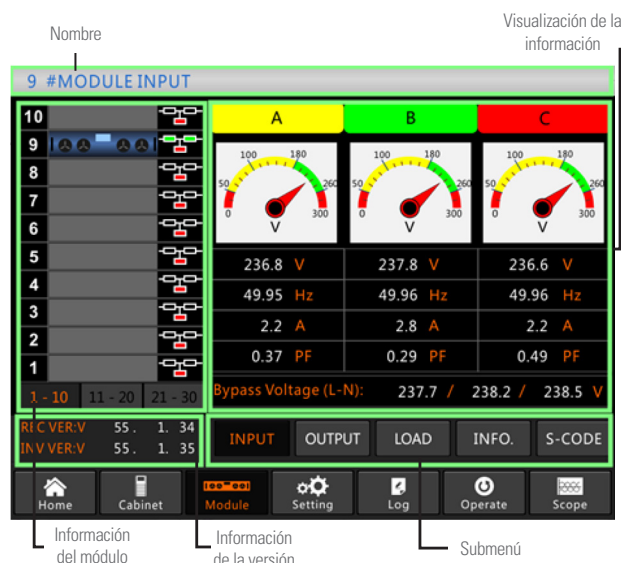 Nombre
Visualización de la
información
9 #MODULE INPUT
10
9
8
7
6
5
4
3
2
1
1 - 10 11 - 20 21 - 30
A B C
0 50 100 180 260 300 V
0 50 100 180 260 300 V
0 50 100 180 260 300 V
236.8 V 237.8 V 236.6 V
49.95 Hz 49.96 Hz 49.96 Hz
2.2 A 2.8 A 2.2 A
0.37 PF 0.29 PF 0.49 PF
Bypass Voltage (L-N): 237.7 / 238.2 / 238.5 V
REC VER:V 55. 1. 34
INV VER:V 55. 1. 35
INPUT OUTPUT LOAD INFO. S-CODE
Home Cabinet Module Setting Log Operate Scope
Información
del módulo
Información
de la versión
Submenú